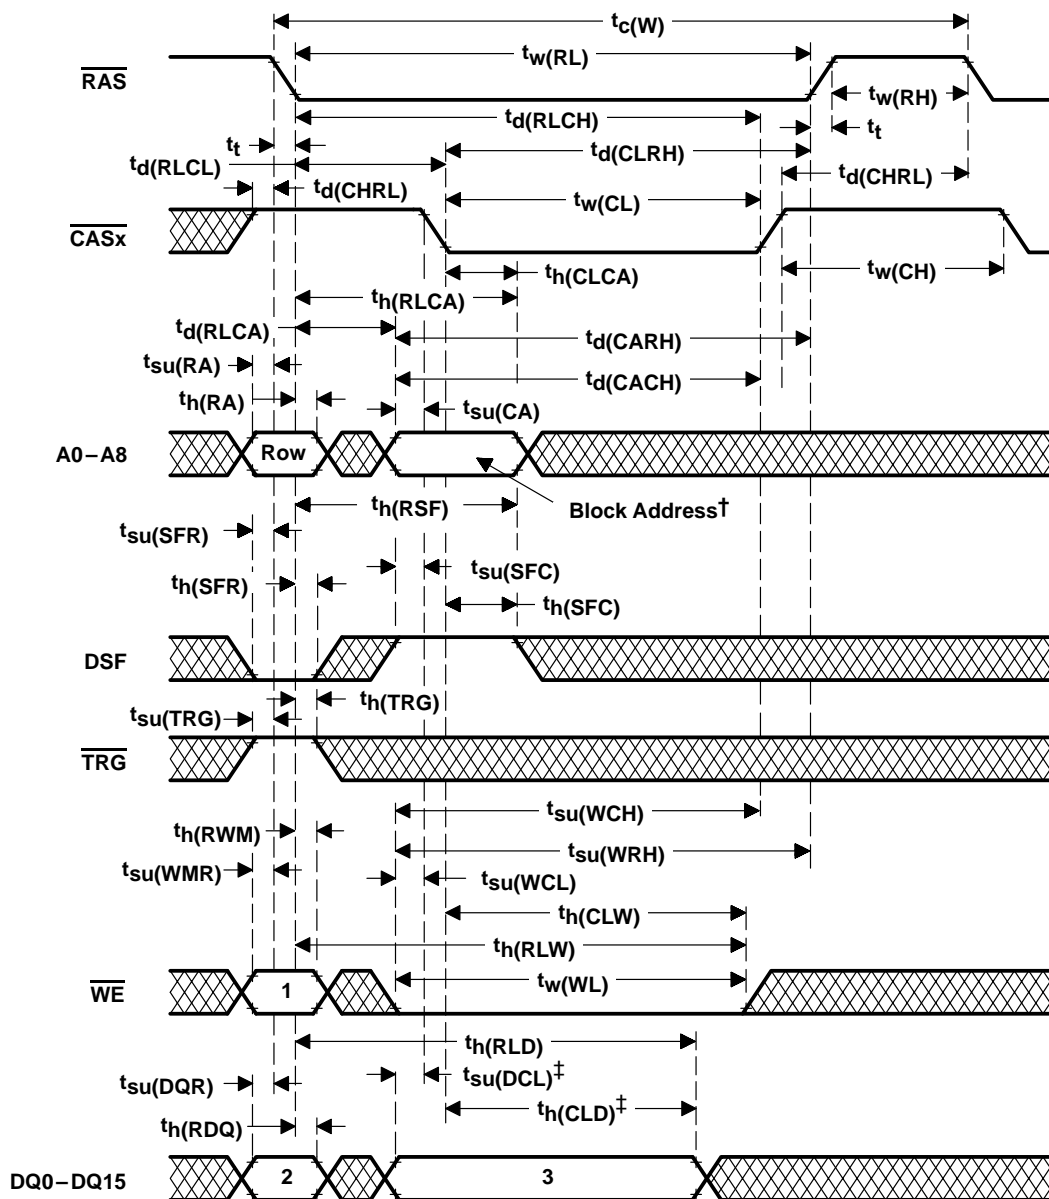 tc(W)
tw(RL)
RAS
tw(RH)
td(RLCH)
tt
tt
td(CLRH)
td(RLCL)
td(CHRL)
td(CHRL)
tw(CL)
CASx
tw(CH)
th(CLCA)
th(RLCA)
td(RLCA)
td(CARH)
tsu(RA)
td(CACH)
th(RA)
tsu(CA)
A0–A8
Row
th(RSF)
Block Address†
tsu(SFR)
tsu(SFC)
th(SFR)
th(SFC)
DSF
th(TRG)
tsu(TRG)
TRG
tsu(WCH)
th(RWM)
tsu(WRH)
tsu(WMR)
tsu(WCL)
th(CLW)
th(RLW)
tw(WL)
WE
1
th(RLD)
tsu(DCL)‡
tsu(DQR)
th(CLD)‡
th(RDQ)
DQ0–DQ15
2
3